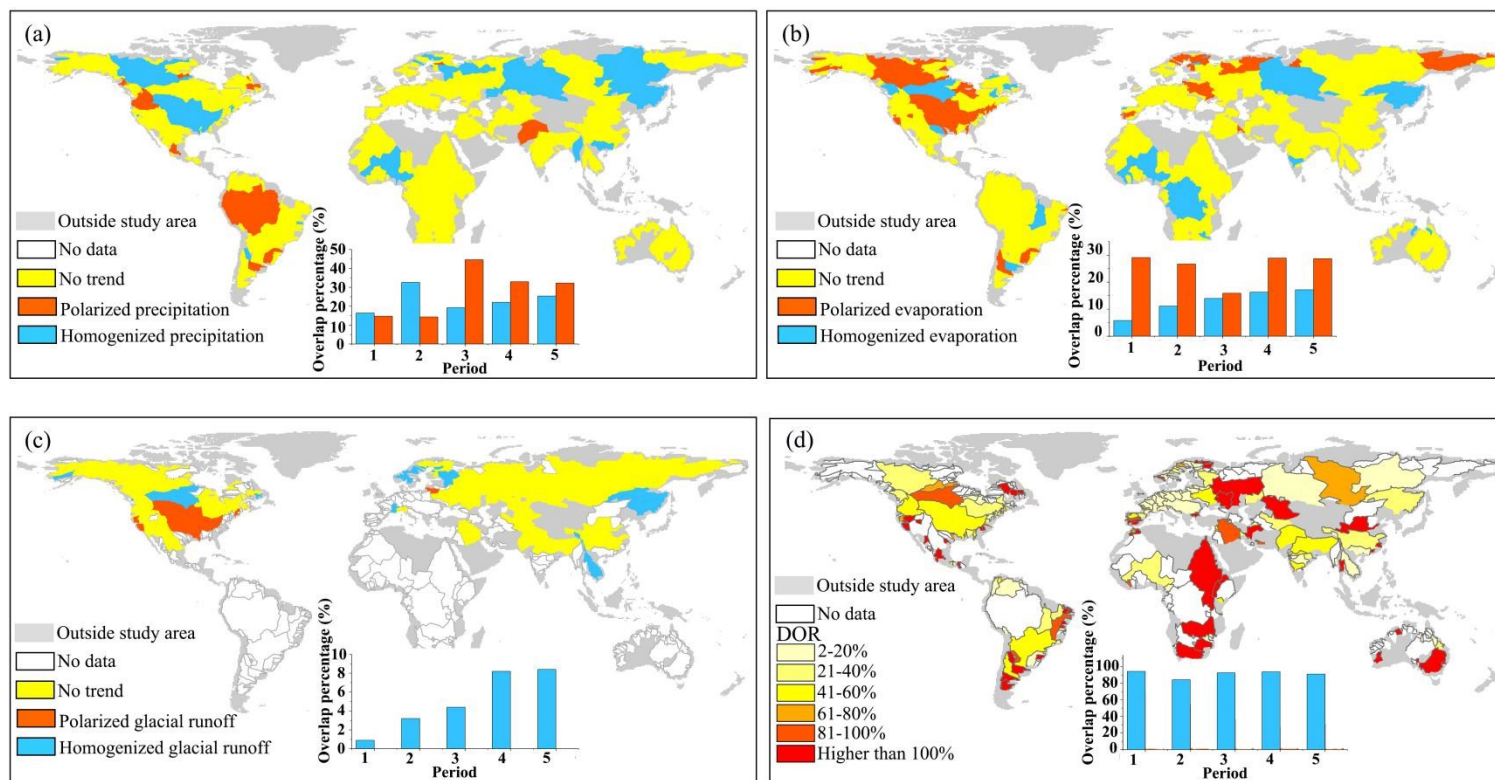 (a)
Outside study area
No data
No trend
Polarized precipitation
Homogenized precipitation
Overlap percentage (%)
50
40
30
20
10
0
1 2 3 4 5
Period
(b)
Outside study area
No data
No trend
Polarized evaporation
Homogenized evaporation
Overlap percentage (%)
30
20
10
0
1 2 3 4 5
Period
(c)
Outside study area
No data
No trend
Polarized glacial runoff
Homogenized glacial runoff
Overlap percentage (%)
10
8
6
4
2
0
1 2 3 4 5
Period
(d)
Outside study area
No data
DOR
2-20%
21-40%
41-60%
61-80%
81-100%
Higher than 100%
Overlap percentage (%)
100
80
60
40
20
0
1 2 3 4 5
Period